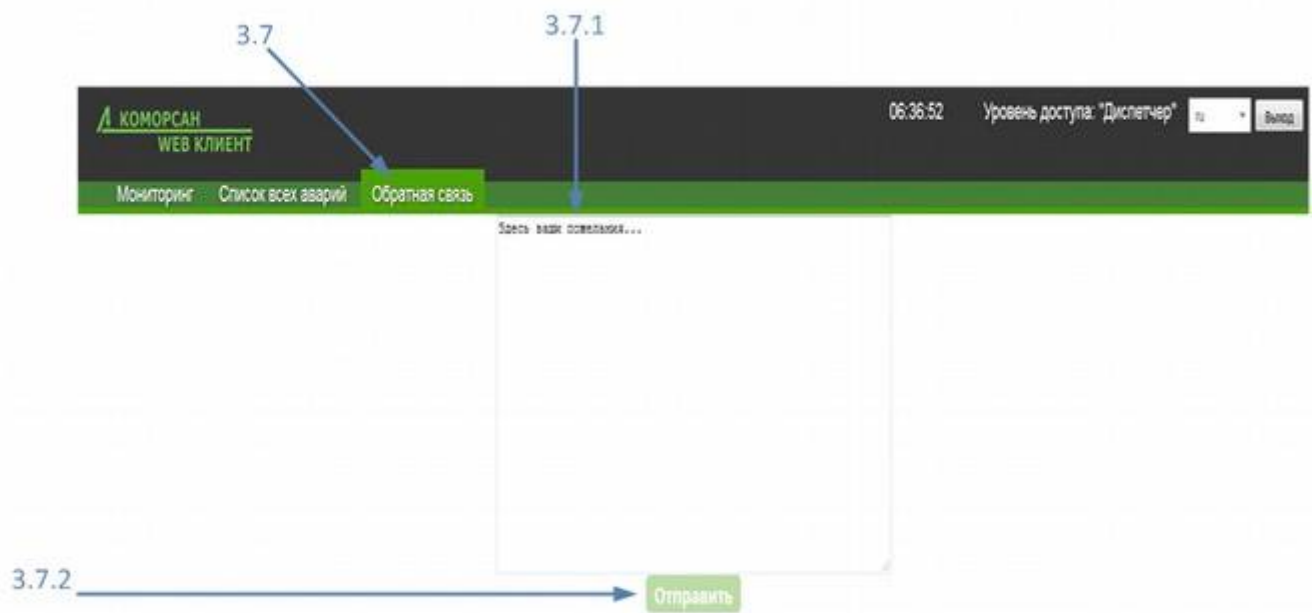 3.7 3.7.1
КОМОРСАН
WEB КЛИЕНТ
06:36:52 Уровень доступа: "Диспетчер" ru Выход
Мониторинг Список всех аварий Обратная связь
Здесь ваши пожелания...
3.7.2
Отправить